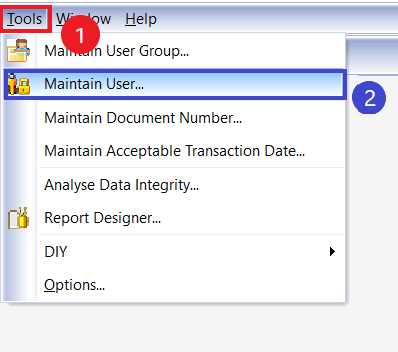 Tools Window Help
1
Maintain User Group...
Maintain User...
2
Maintain Document Number...
Maintain Acceptable Transaction Date...
Analyse Data Integrity...
Report Designer...
DIY
Options...